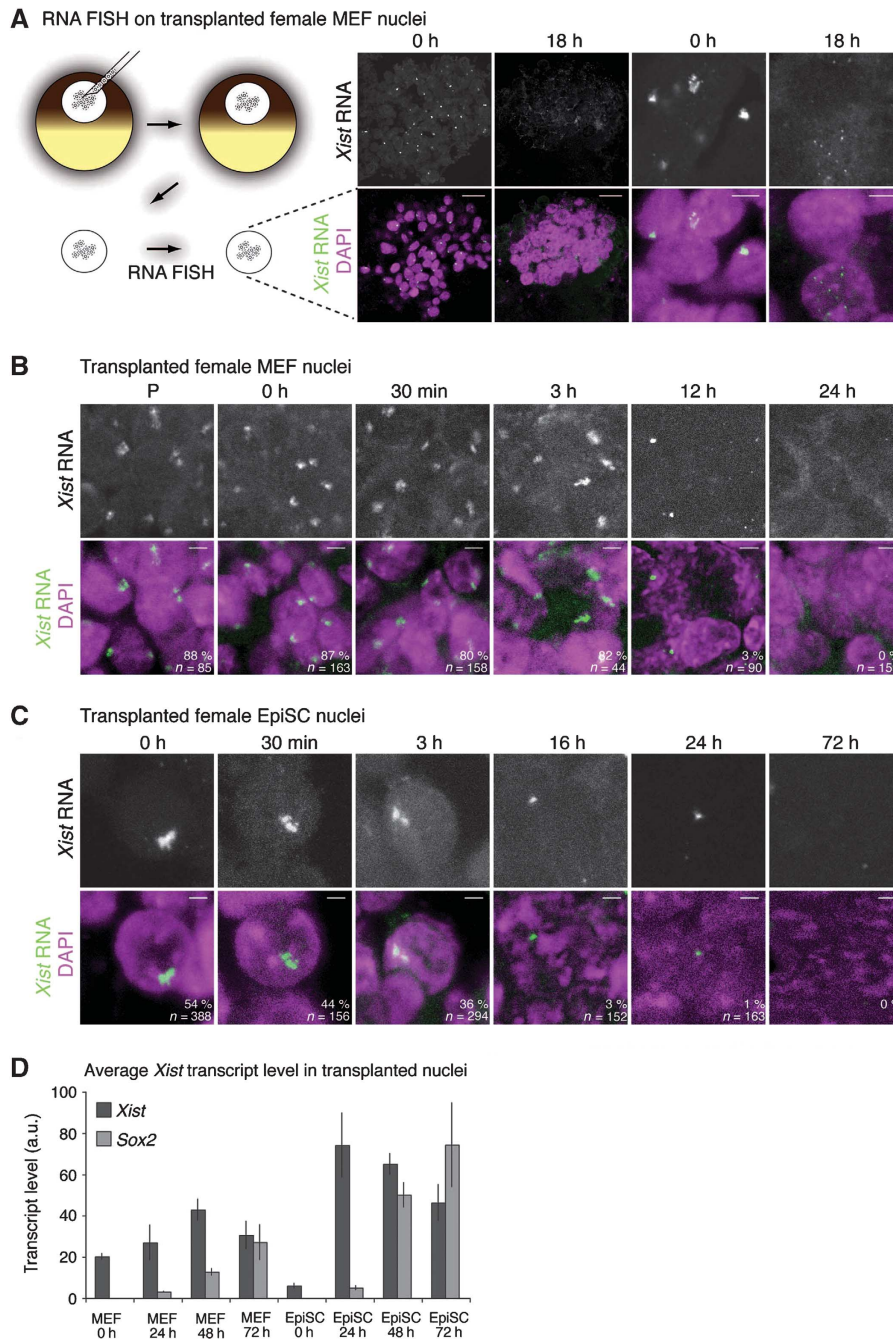 A RNA FISH on transplanted female MEF nuclei
0 h 18 h 0 h 18 h
Xist RNA
Xist RNA
DAPI
RNA FISH
B Transplanted female MEF nuclei
P 0 h 30 min 3 h 12 h 24 h
Xist RNA
Xist RNA
DAPI
88 % 87 % 80 % 82 % 3 % 0 %
n = 85 n = 163 n = 158 n = 44 n = 90 n = 15
C Transplanted female EpiSC nuclei
0 h 30 min 3 h 16 h 24 h 72 h
Xist RNA
Xist RNA
DAPI
54 % 44 % 36 % 3 % 1 % 0 %
n = 388 n = 156 n = 294 n = 152 n = 163
D Average Xist transcript level in transplanted nuclei
Transcript level (a.u.)
100
80
60
40
20
0
Xist
Sox2
MEF MEF MEF MEF EpiSC EpiSC EpiSC EpiSC
0 h 24 h 48 h 72 h 0 h 24 h 48 h 72 h